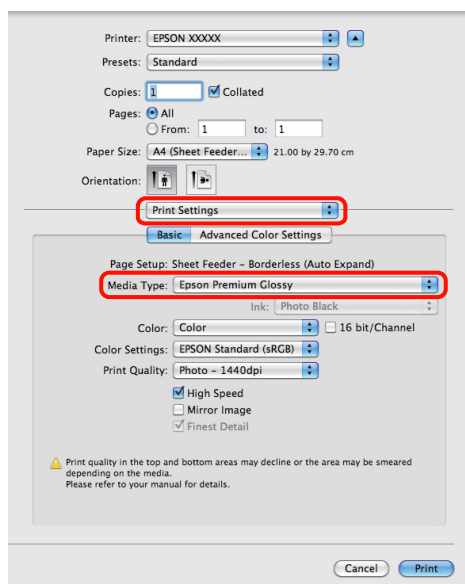 Printer: EPSON XXXXX
Presets: Standard
Copies: 1 Collated
Pages: All
From: 1 to: 1
Paper Size: A4 (Sheet Feeder... 21.00 by 29.70 cm
Orientation:
Print Settings
Basic Advanced Color Settings
Page Setup: Sheet Feeder - Borderless (Auto Expand)
Media Type: Epson Premium Glossy
Ink: Photo Black
Color: Color 16 bit/Channel
Color Settings: EPSON Standard (sRGB)
Print Quality: Photo - 1440dpi
High Speed
Mirror Image
Finest Detail
Print quality in the top and bottom areas may decline or the area may be smeared
depending on the media.
Please refer to your manual for details.
Cancel Print